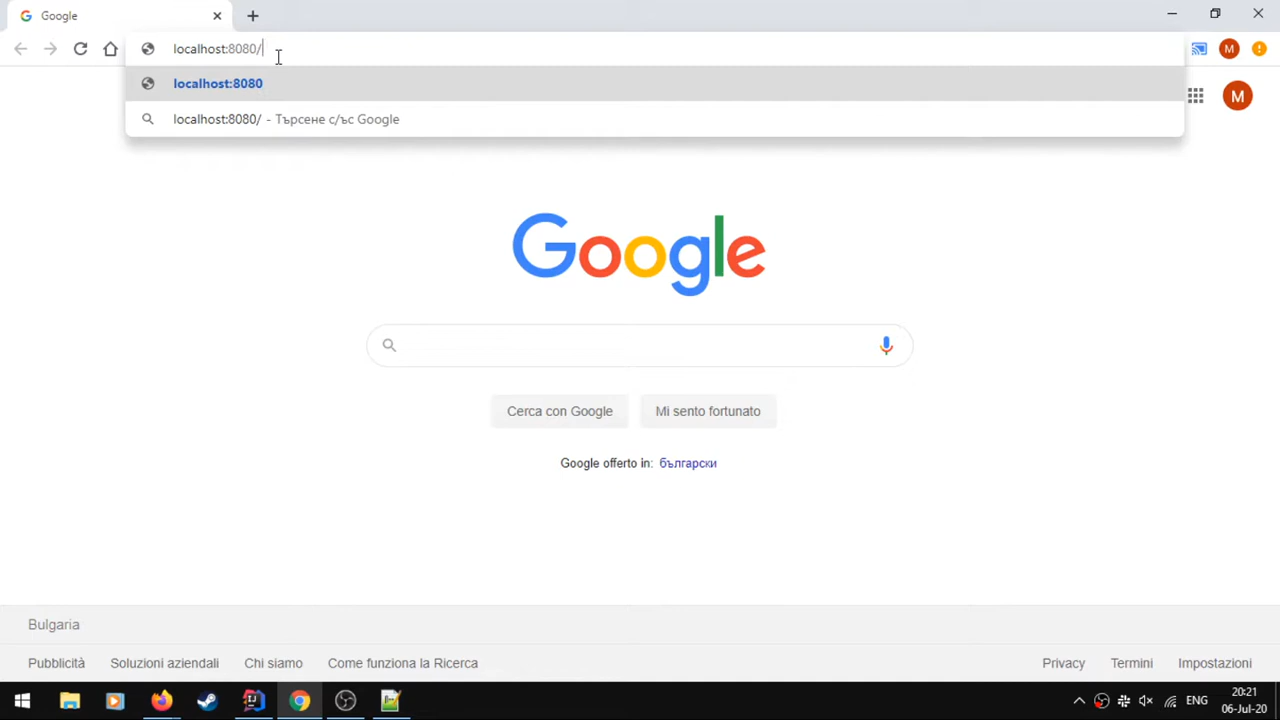 Google
localhost:8080/
localhost:8080
localhost:8080/ - Търсене с/ъс Google
M
M
Google
Cerca con Google
Mi sento fortunato
Google offerto in: български
Bulgaria
Pubblicità Soluzioni aziendali Chi siamo Come funziona la Ricerca Privacy Termini Impostazioni
ENG
20:21
06-Jul-20